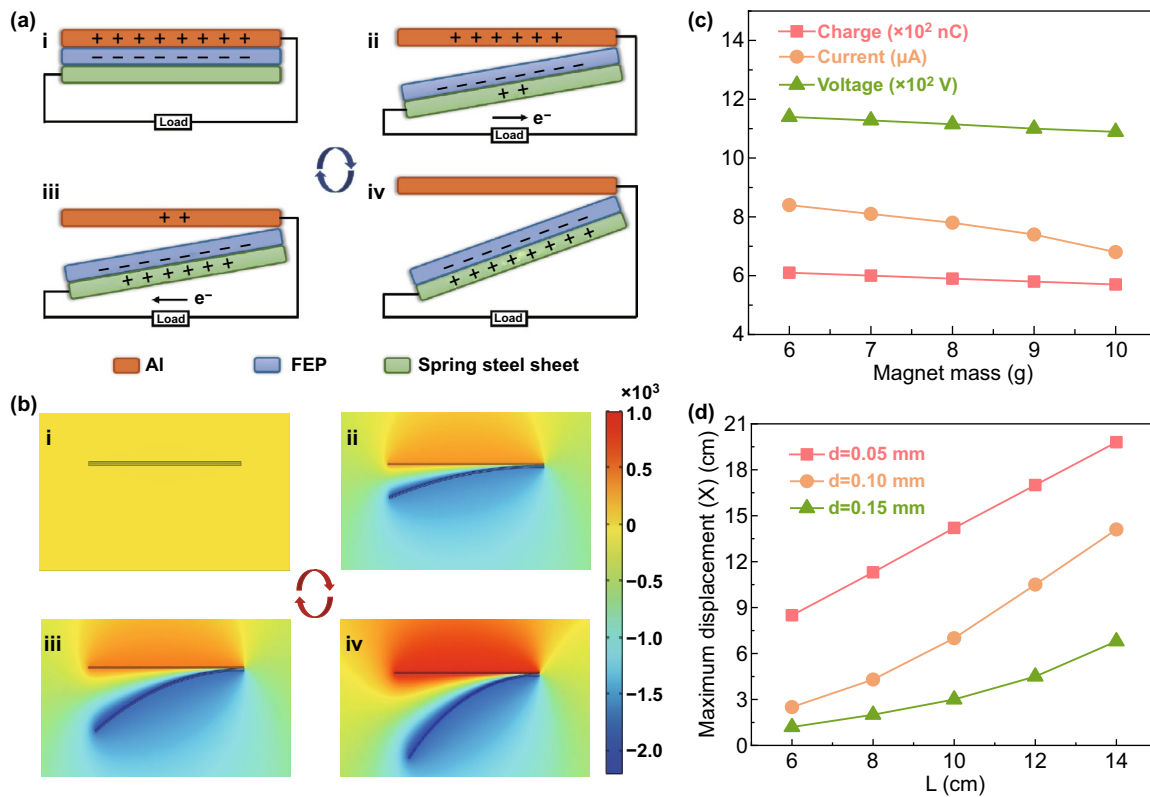 (a)
i
+ + + + + + + +
− − − − − − − −
Load
ii
+ + + + + +
− − − − − − − −
+ +
e⁻
Load
iii
+ +
− − − − − − − −
+ + + + + +
e⁻
Load
iv
− − − − − − − −
+ + + + + + + +
Load
Al
FEP
Spring steel sheet
(b)
i
ii
iii
iv
×10³
1.0
0.5
0
−0.5
−1.0
−1.5
−2.0
(c)
Charge (×10² nC)
Current (μA)
Voltage (×10² V)
14
12
10
8
6
4
6 7 8 9 10
Magnet mass (g)
(d)
d=0.05 mm
d=0.10 mm
d=0.15 mm
Maximum displacement (X) (cm)
21
18
15
12
9
6
3
0
6 8 10 12 14
L (cm)